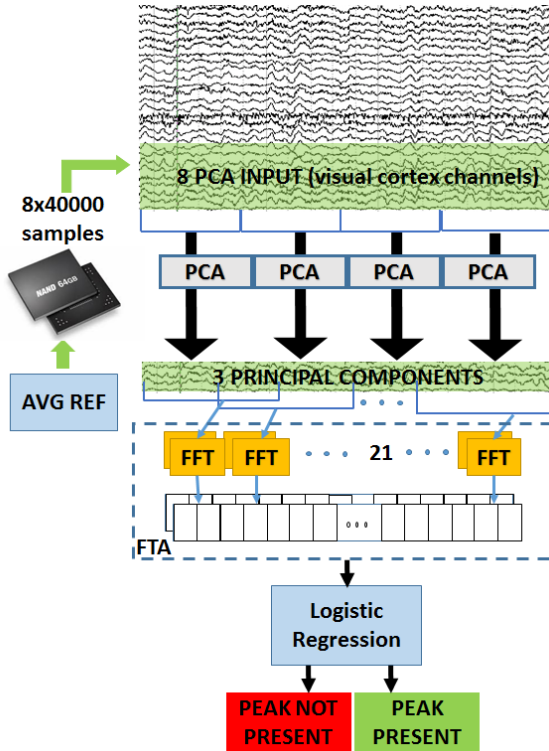 8 PCA INPUT (visual cortex channels)
8x40000
samples
NAND 64GB
AVG REF
PCA
PCA
PCA
PCA
3 PRINCIPAL COMPONENTS
FFT
FFT
21
FFT
FTA
Logistic
Regression
PEAK NOT
PRESENT
PEAK
PRESENT